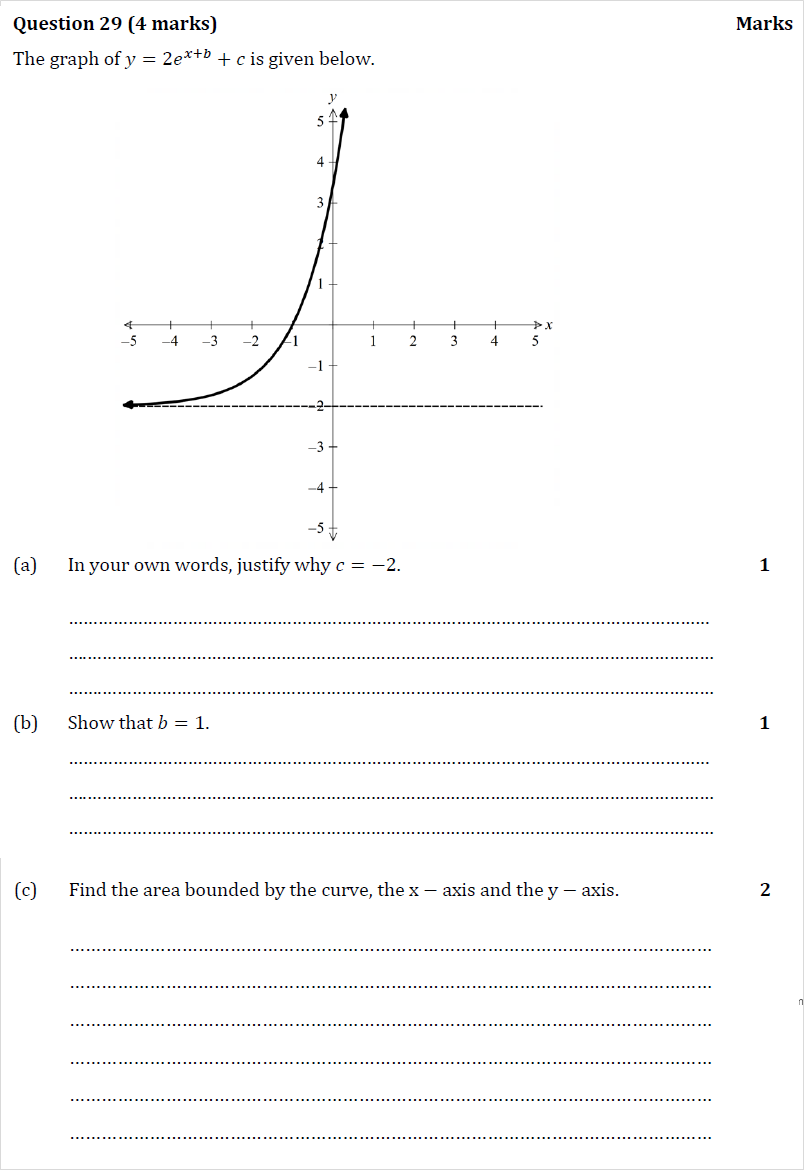 Question 29 (4 marks) Marks
The graph of y = 2e^{x+b} + c is given below.
y
5
4
3
2
1
-5 -4 -3 -2 -1 1 2 3 4 5 x
-1
-2
-3
-4
-5
(a) In your own words, justify why c = −2. 1
(b) Show that b = 1. 1
(c) Find the area bounded by the curve, the x − axis and the y − axis. 2
n